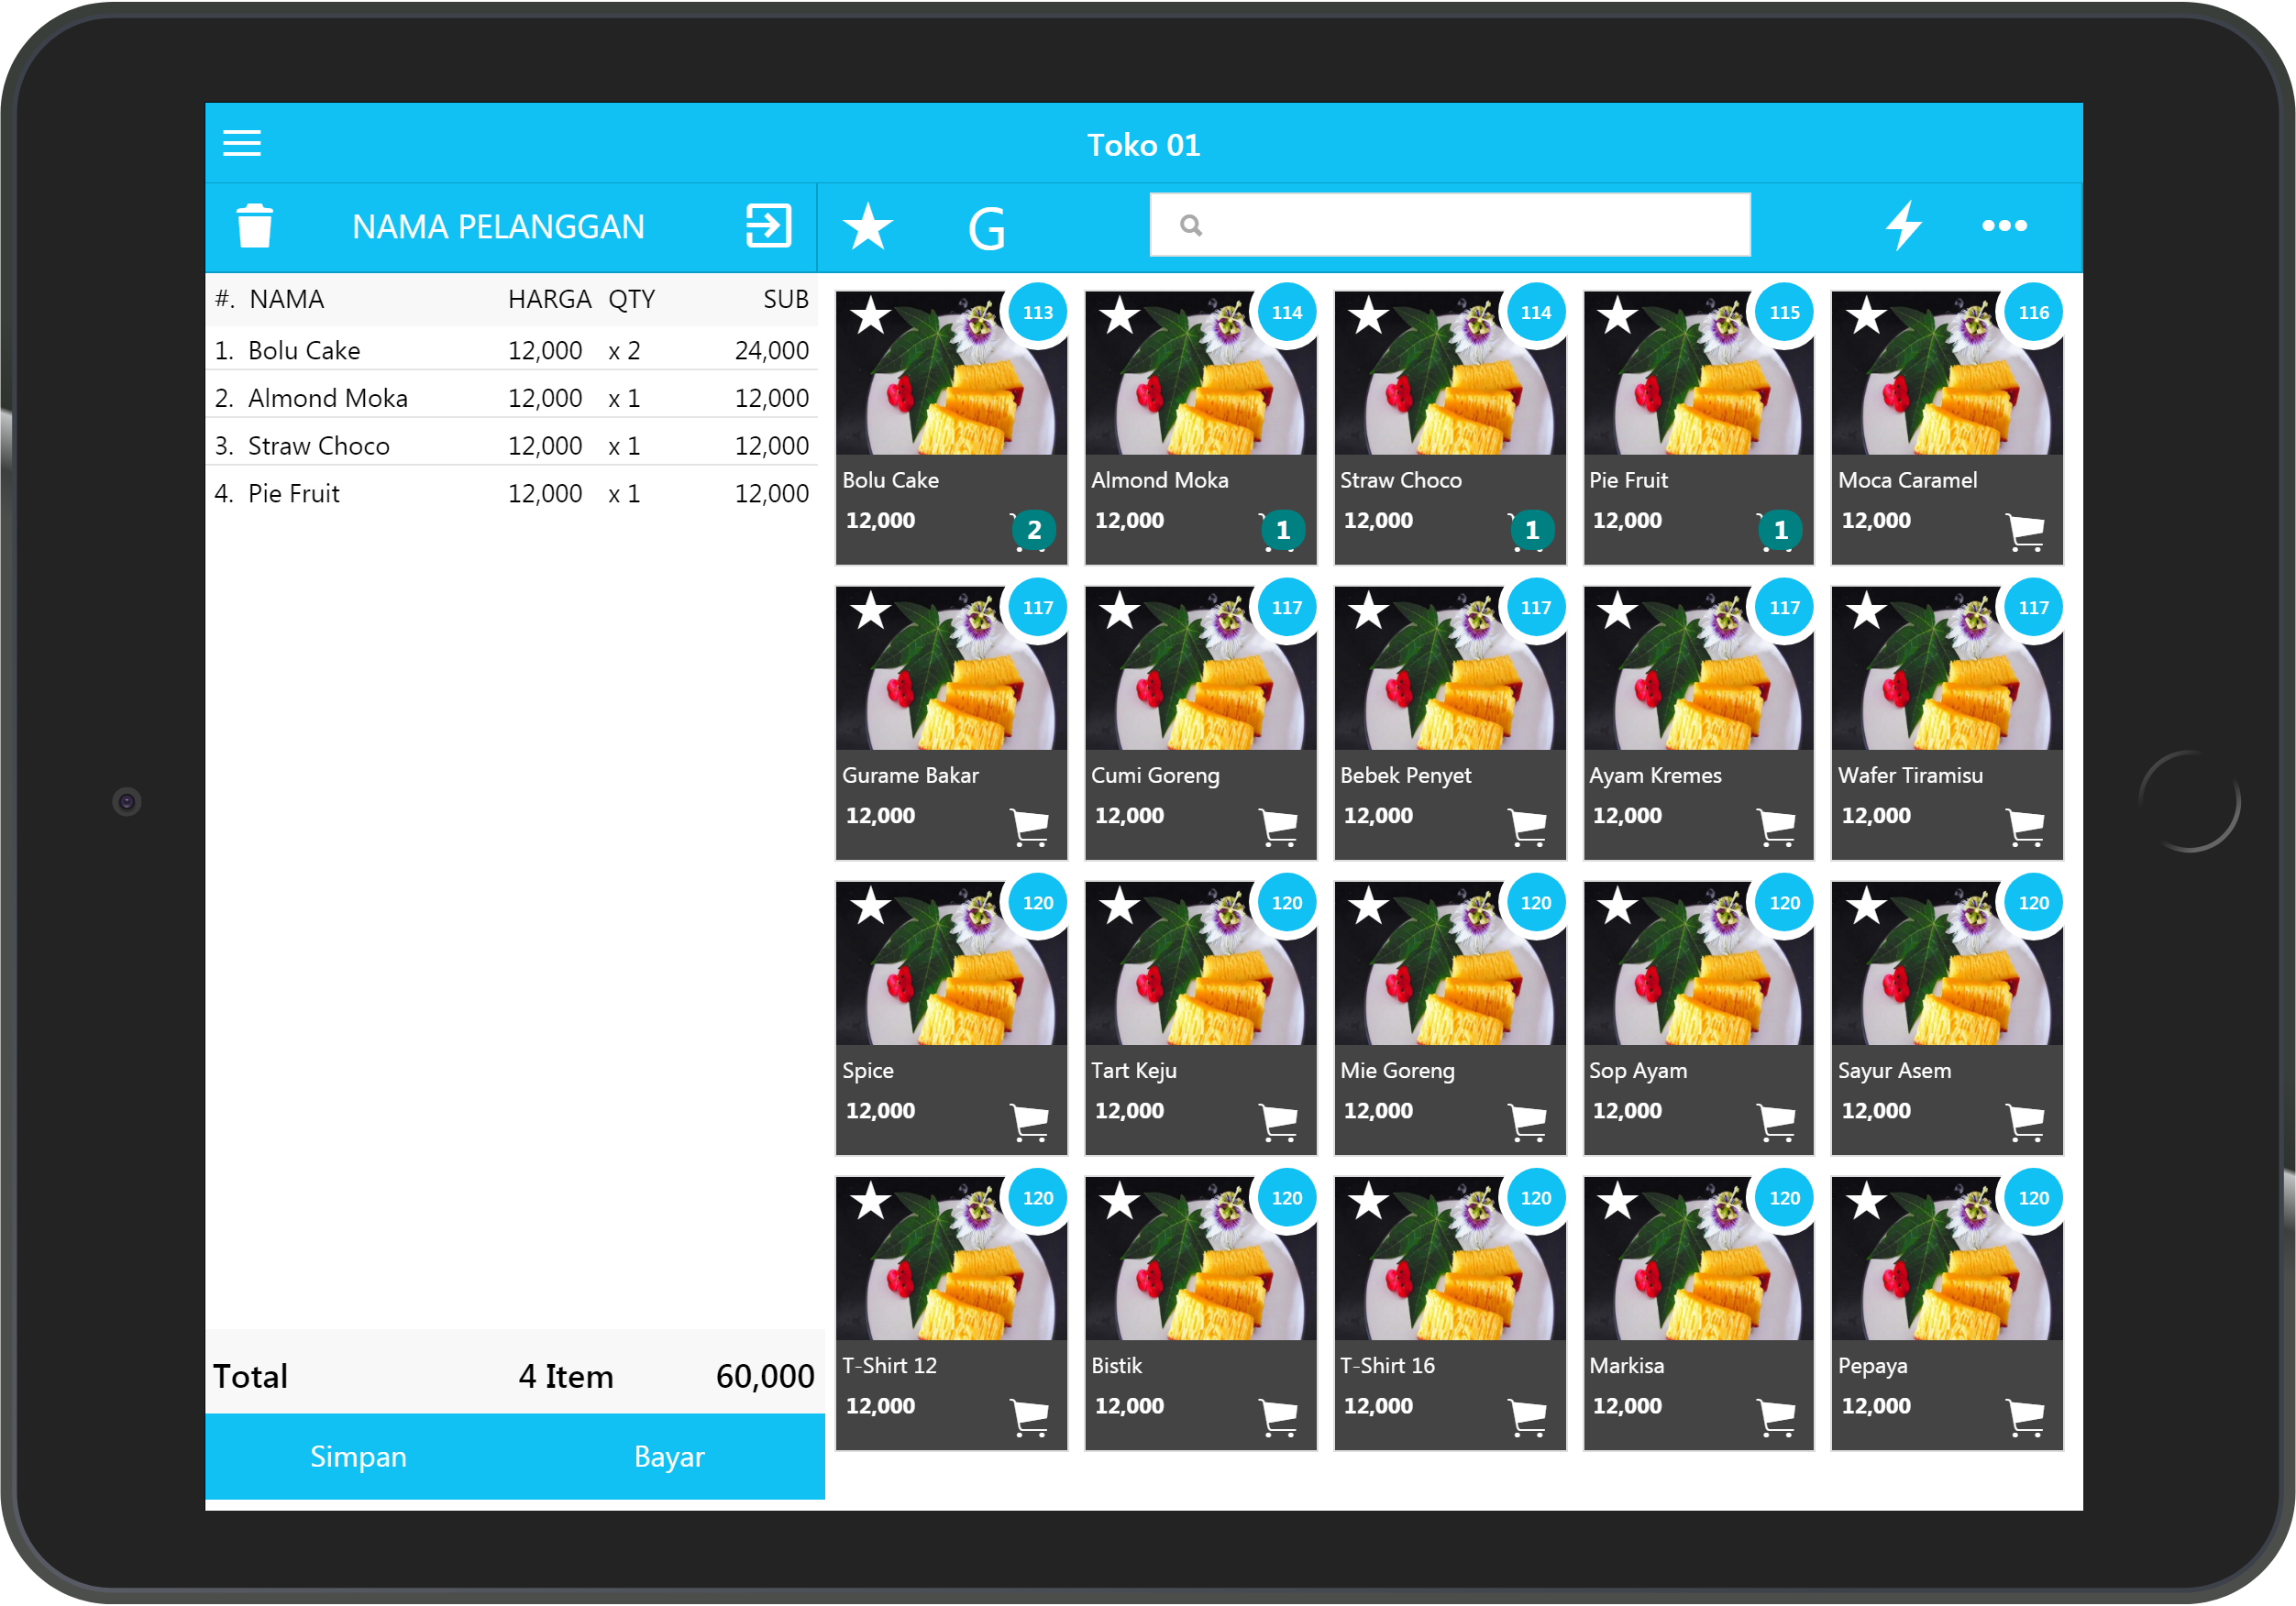 Toko 01
NAMA PELANGGAN
G
#. NAMA HARGA QTY SUB
1. Bolu Cake 12,000 x 2 24,000
2. Almond Moka 12,000 x 1 12,000
3. Straw Choco 12,000 x 1 12,000
4. Pie Fruit 12,000 x 1 12,000
Total 4 Item 60,000
Simpan Bayar
113 114 114 115 116
Bolu Cake Almond Moka Straw Choco Pie Fruit Moca Caramel
12,000 12,000 12,000 12,000 12,000
2 1 1 1
117 117 117 117 117
Gurame Bakar Cumi Goreng Bebek Penyet Ayam Kremes Wafer Tiramisu
12,000 12,000 12,000 12,000 12,000
120 120 120 120 120
Spice Tart Keju Mie Goreng Sop Ayam Sayur Asem
12,000 12,000 12,000 12,000 12,000
120 120 120 120 120
T-Shirt 12 Bistik T-Shirt 16 Markisa Pepaya
12,000 12,000 12,000 12,000 12,000